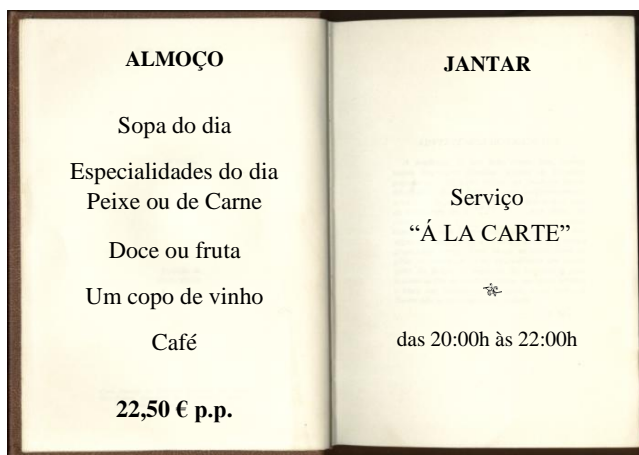 ALMOÇO
Sopa do dia
Especialidades do dia
Peixe ou de Carne
Doce ou fruta
Um copo de vinho
Café
22,50 € p.p.
JANTAR
Serviço
“Á LA CARTE”
das 20:00h às 22:00h